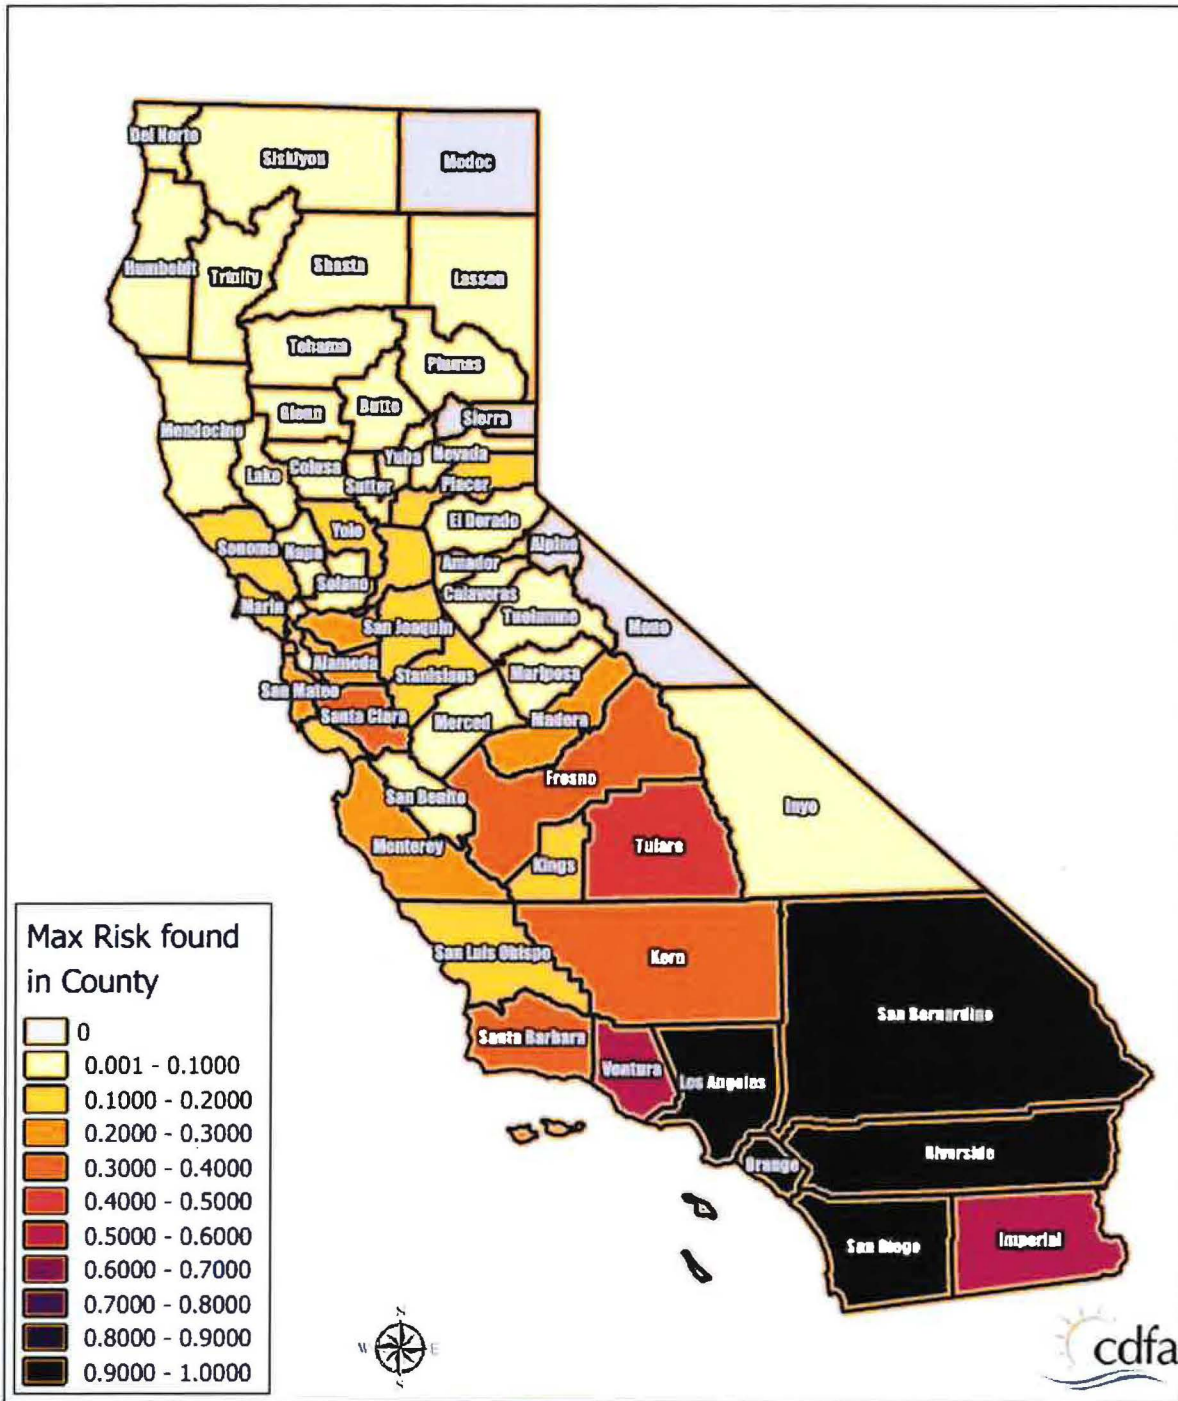 Del Norte
Siskiyou
Modoc
Humboldt
Trinity
Shasta
Lassen
Tehama
Plumas
Glenn
Butte
Sierra
Mendocino
Lake
Colusa
Yuba
Nevada
Sutter
Placer
El Dorado
Yolo
Sonoma
Napa
Alpine
Amador
Solano
Calaveras
Marin
San Joaquin
Tuolumne
Mono
Alameda
Stanislaus
Mariposa
San Mateo
Santa Clara
Merced
Madera
Fresno
San Benito
Inyo
Monterey
Tulare
Kings
San Luis Obispo
Kern
San Bernardino
Santa Barbara
Ventura
Los Angeles
Orange
Riverside
San Diego
Imperial
Max Risk found
in County
0
0.001 - 0.1000
0.1000 - 0.2000
0.2000 - 0.3000
0.3000 - 0.4000
0.4000 - 0.5000
0.5000 - 0.6000
0.6000 - 0.7000
0.7000 - 0.8000
0.8000 - 0.9000
0.9000 - 1.0000
S
W E
S
cdfa